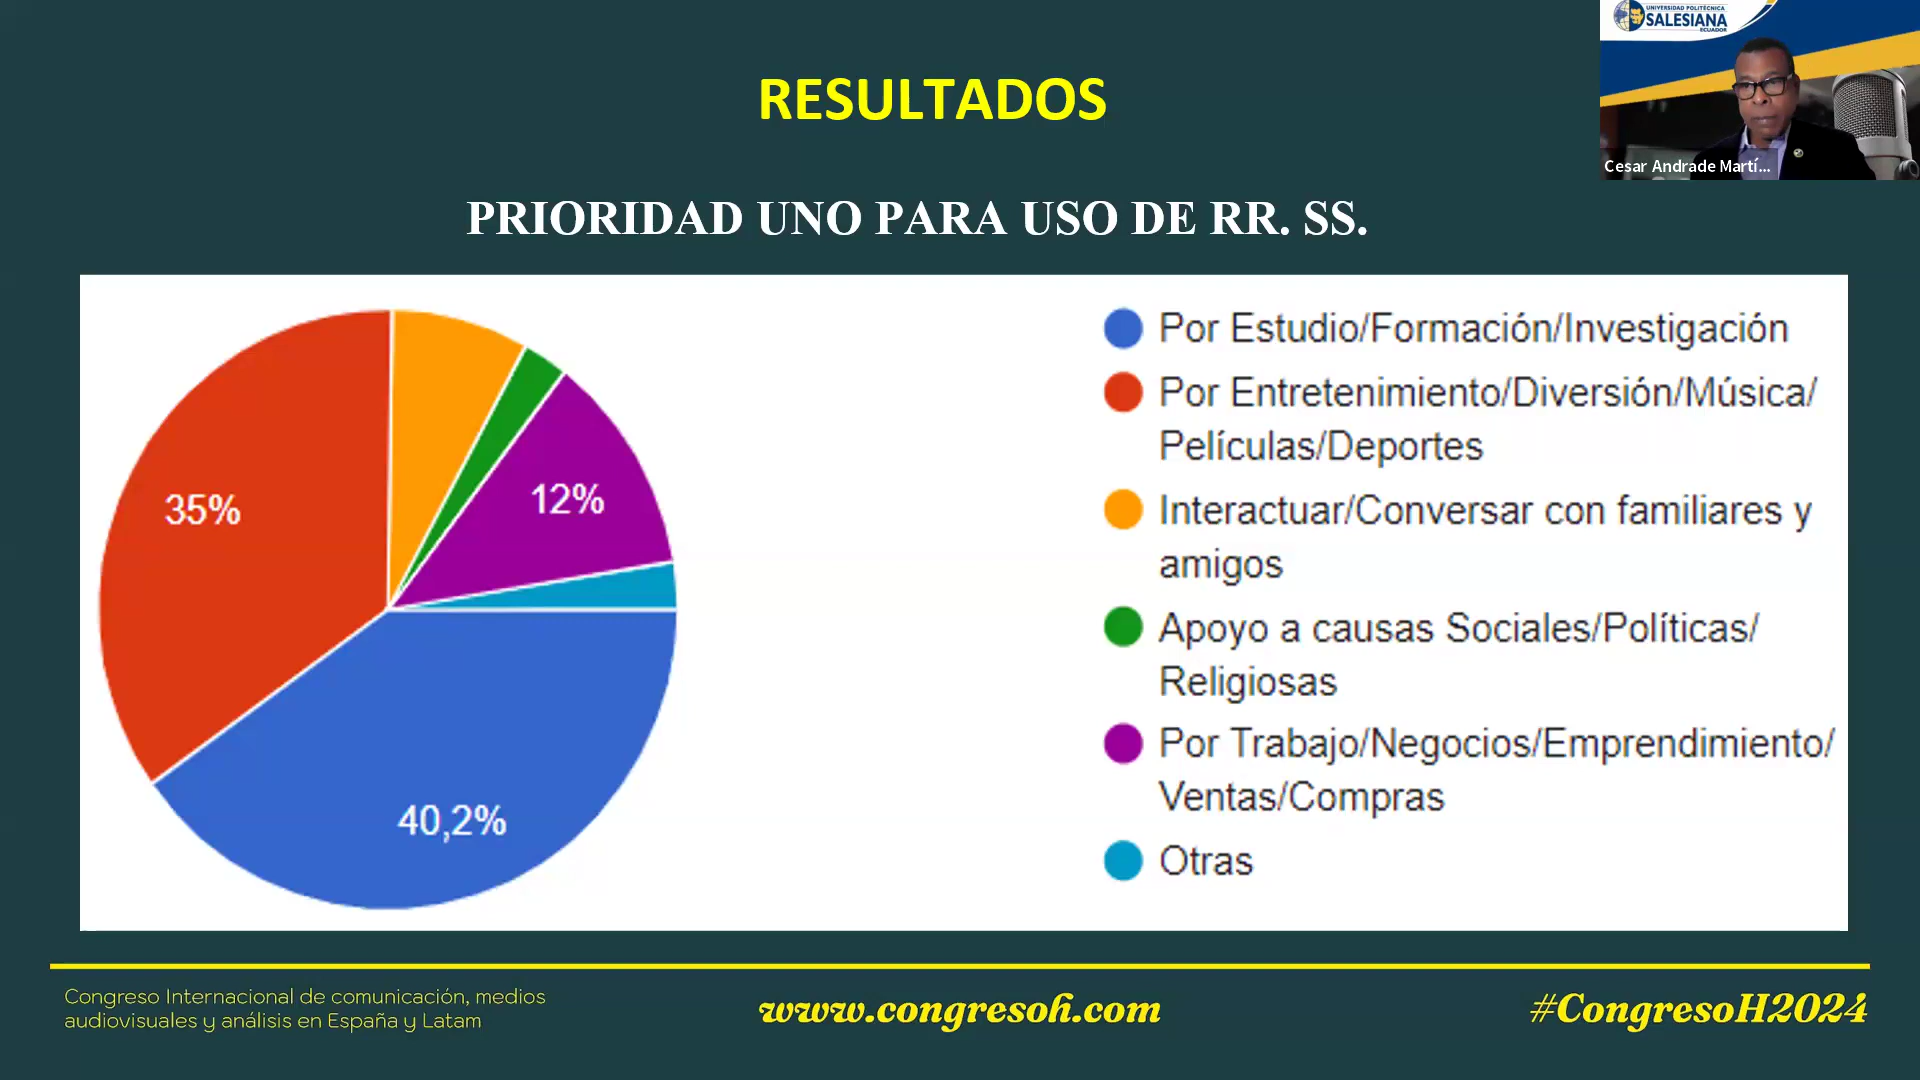 UNIVERSIDAD POLITÉCNICA
SALESIANA
ECUADOR
Cesar Andrade Martí...
RESULTADOS
PRIORIDAD UNO PARA USO DE RR. SS.
35%
12%
40,2%
Por Estudio/Formación/Investigación
Por Entretenimiento/Diversión/Música/
Películas/Deportes
Interactuar/Conversar con familiares y
amigos
Apoyo a causas Sociales/Políticas/
Religiosas
Por Trabajo/Negocios/Emprendimiento/
Ventas/Compras
Otras
Congreso Internacional de comunicación, medios
audiovisuales y análisis en España y Latam
www.congresoh.com
#CongresoH2024